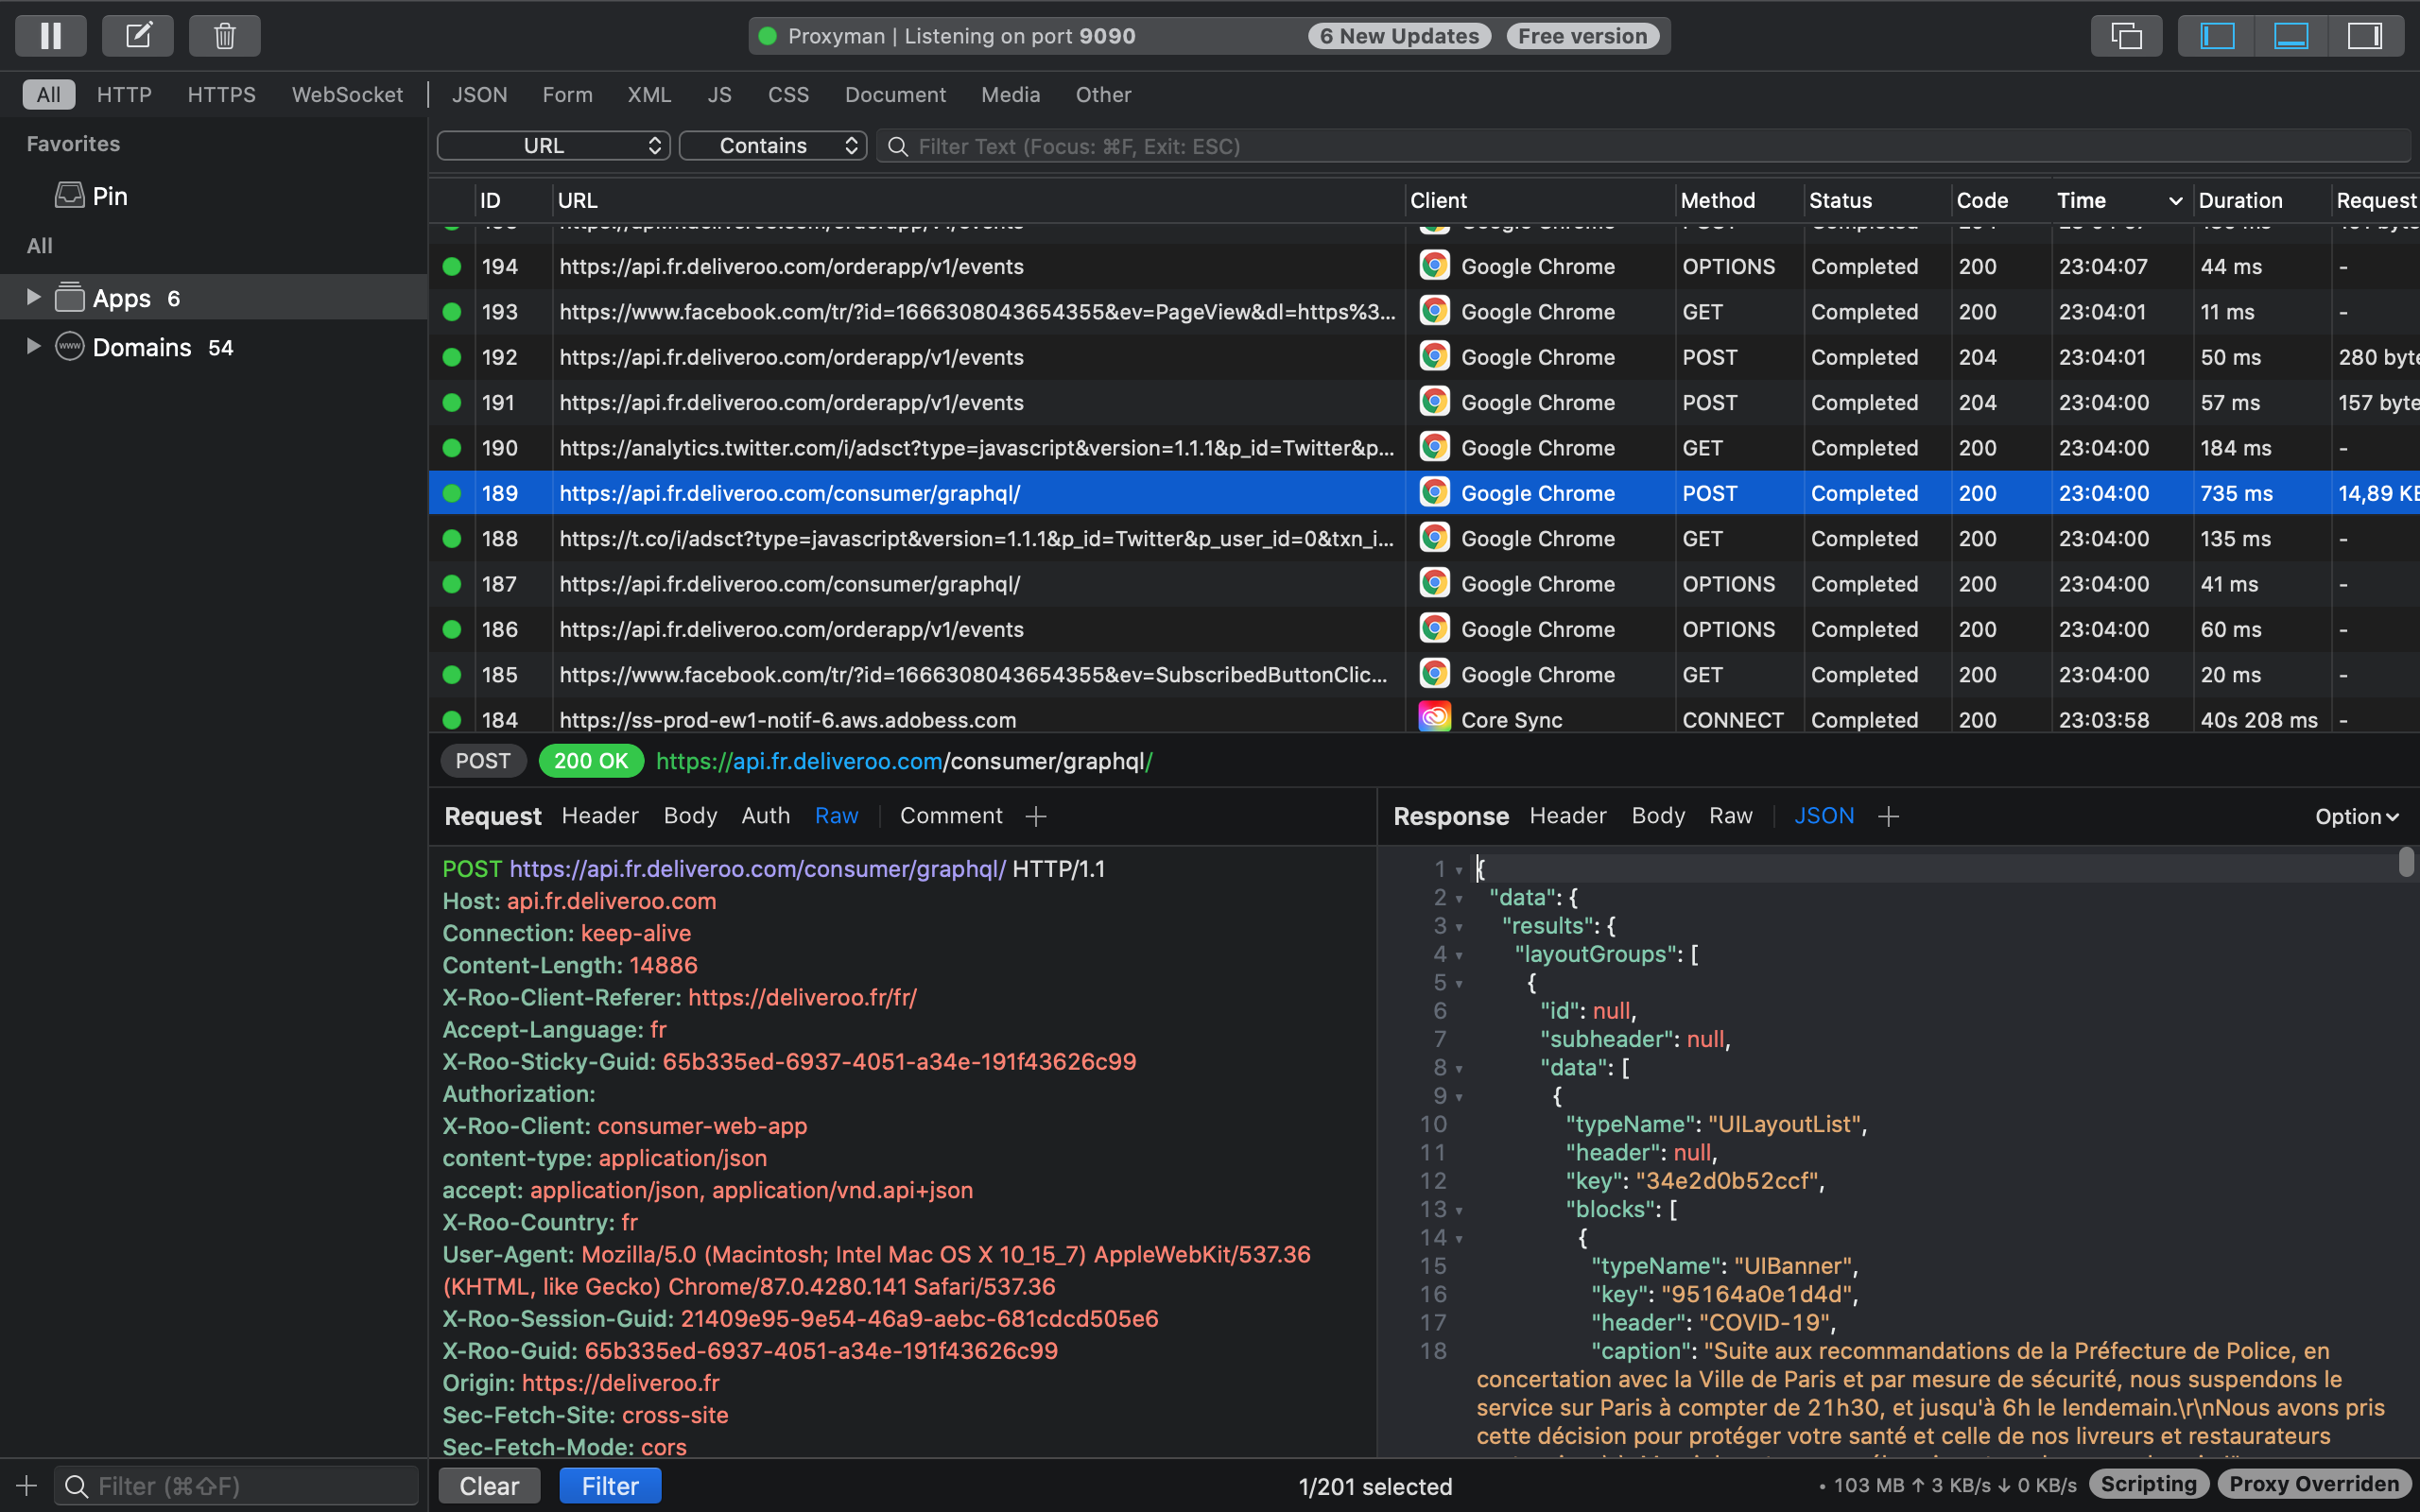 Proxyman | Listening on port 9090 6 New Updates Free version
All HTTP HTTPS WebSocket JSON Form XML JS CSS Document Media Other
Favorites
Pin
All
Apps 6
Domains 54
URL Contains Filter Text (Focus: ⌘F, Exit: ESC)
ID URL Client Method Status Code Time Duration Request
194 https://api.fr.deliveroo.com/orderapp/v1/events Google Chrome OPTIONS Completed 200 23:04:07 44 ms -
193 https://www.facebook.com/tr/?id=1666308043654355&ev=PageView&dl=https%3... Google Chrome GET Completed 200 23:04:01 11 ms -
192 https://api.fr.deliveroo.com/orderapp/v1/events Google Chrome POST Completed 204 23:04:01 50 ms 280 byte
191 https://api.fr.deliveroo.com/orderapp/v1/events Google Chrome POST Completed 204 23:04:00 57 ms 157 byte
190 https://analytics.twitter.com/i/adsct?type=javascript&version=1.1.1&p_id=Twitter&p... Google Chrome GET Completed 200 23:04:00 184 ms -
189 https://api.fr.deliveroo.com/consumer/graphql/ Google Chrome POST Completed 200 23:04:00 735 ms 14,89 KB
188 https://t.co/i/adsct?type=javascript&version=1.1.1&p_id=Twitter&p_user_id=0&txn_i... Google Chrome GET Completed 200 23:04:00 135 ms -
187 https://api.fr.deliveroo.com/consumer/graphql/ Google Chrome OPTIONS Completed 200 23:04:00 41 ms -
186 https://api.fr.deliveroo.com/orderapp/v1/events Google Chrome OPTIONS Completed 200 23:04:00 60 ms -
185 https://www.facebook.com/tr/?id=1666308043654355&ev=SubscribedButtonClic... Google Chrome GET Completed 200 23:04:00 20 ms -
184 https://ss-prod-ew1-notif-6.aws.adobess.com Core Sync CONNECT Completed 200 23:03:58 40s 208 ms -
POST 200 OK https://api.fr.deliveroo.com/consumer/graphql/
Request Header Body Auth Raw Comment
POST https://api.fr.deliveroo.com/consumer/graphql/ HTTP/1.1
Host: api.fr.deliveroo.com
Connection: keep-alive
Content-Length: 14886
X-Roo-Client-Referer: https://deliveroo.fr/fr/
Accept-Language: fr
X-Roo-Sticky-Guid: 65b335ed-6937-4051-a34e-191f43626c99
Authorization:
X-Roo-Client: consumer-web-app
content-type: application/json
accept: application/json, application/vnd.api+json
X-Roo-Country: fr
User-Agent: Mozilla/5.0 (Macintosh; Intel Mac OS X 10_15_7) AppleWebKit/537.36
(KHTML, like Gecko) Chrome/87.0.4280.141 Safari/537.36
X-Roo-Session-Guid: 21409e95-9e54-46a9-aebc-681cdcd505e6
X-Roo-Guid: 65b335ed-6937-4051-a34e-191f43626c99
Origin: https://deliveroo.fr
Sec-Fetch-Site: cross-site
Sec-Fetch-Mode: cors
Response Header Body Raw JSON Option
1 {
2 "data": {
3 "results": {
4 "layoutGroups": [
5 {
6 "id": null,
7 "subheader": null,
8 "data": [
9 {
10 "typeName": "UILayoutList",
11 "header": null,
12 "key": "34e2d0b52ccf",
13 "blocks": [
14 {
15 "typeName": "UIBanner",
16 "key": "95164a0e1d4d",
17 "header": "COVID-19",
18 "caption": "Suite aux recommandations de la Préfecture de Police, en
concertation avec la Ville de Paris et par mesure de sécurité, nous suspendons le
service sur Paris à compter de 21h30, et jusqu'à 6h le lendemain.\r\nNous avons pris
cette décision pour protéger votre santé et celle de nos livreurs et restaurateurs
Filter (⌘⇧F)
Clear Filter 1/201 selected • 103 MB ↑ 3 KB/s ↓ 0 KB/s Scripting Proxy Overriden